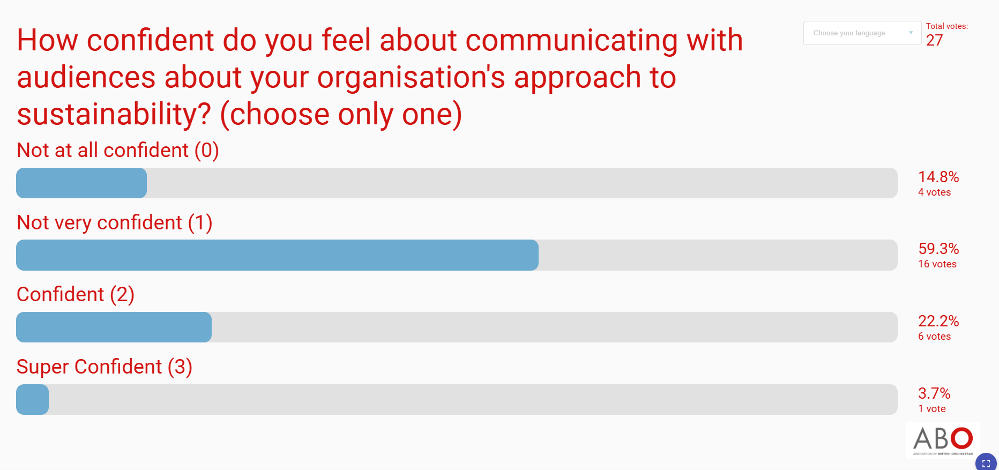 How confident do you feel about communicating with
audiences about your organisation's approach to
sustainability? (choose only one)
Choose your language
Total votes:
27
Not at all confident (0)
14.8%
4 votes
Not very confident (1)
59.3%
16 votes
Confident (2)
22.2%
6 votes
Super Confident (3)
3.7%
1 vote
ABO
ASSOCIATION OF BRITISH ORCHESTRAS